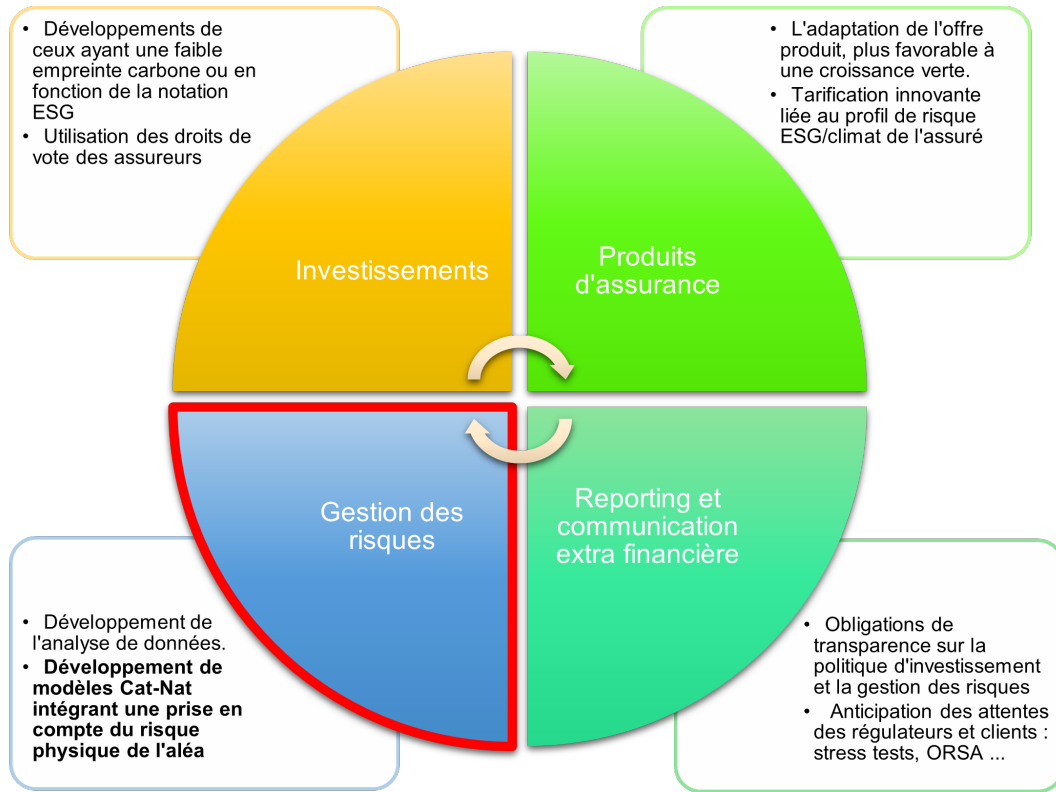 • Développements de
ceux ayant une faible
empreinte carbone ou en
fonction de la notation
ESG
• Utilisation des droits de
vote des assureurs
• L'adaptation de l'offre
produit, plus favorable à
une croissance verte.
• Tarification innovante
liée au profil de risque
ESG/climat de l'assuré
Investissements
Produits
d'assurance
Gestion des
risques
Reporting et
communication
extra financière
• Développement de
l'analyse de données.
• Développement de
modèles Cat-Nat
intégrant une prise en
compte du risque
physique de l'aléa
• Obligations de
transparence sur la
politique d'investissement
et la gestion des risques
• Anticipation des attentes
des régulateurs et clients :
stress tests, ORSA ...